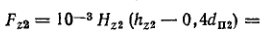 F_{z2} = 10^{-3} H_{z2} (h_{z2} - 0,4d_{п2}) =